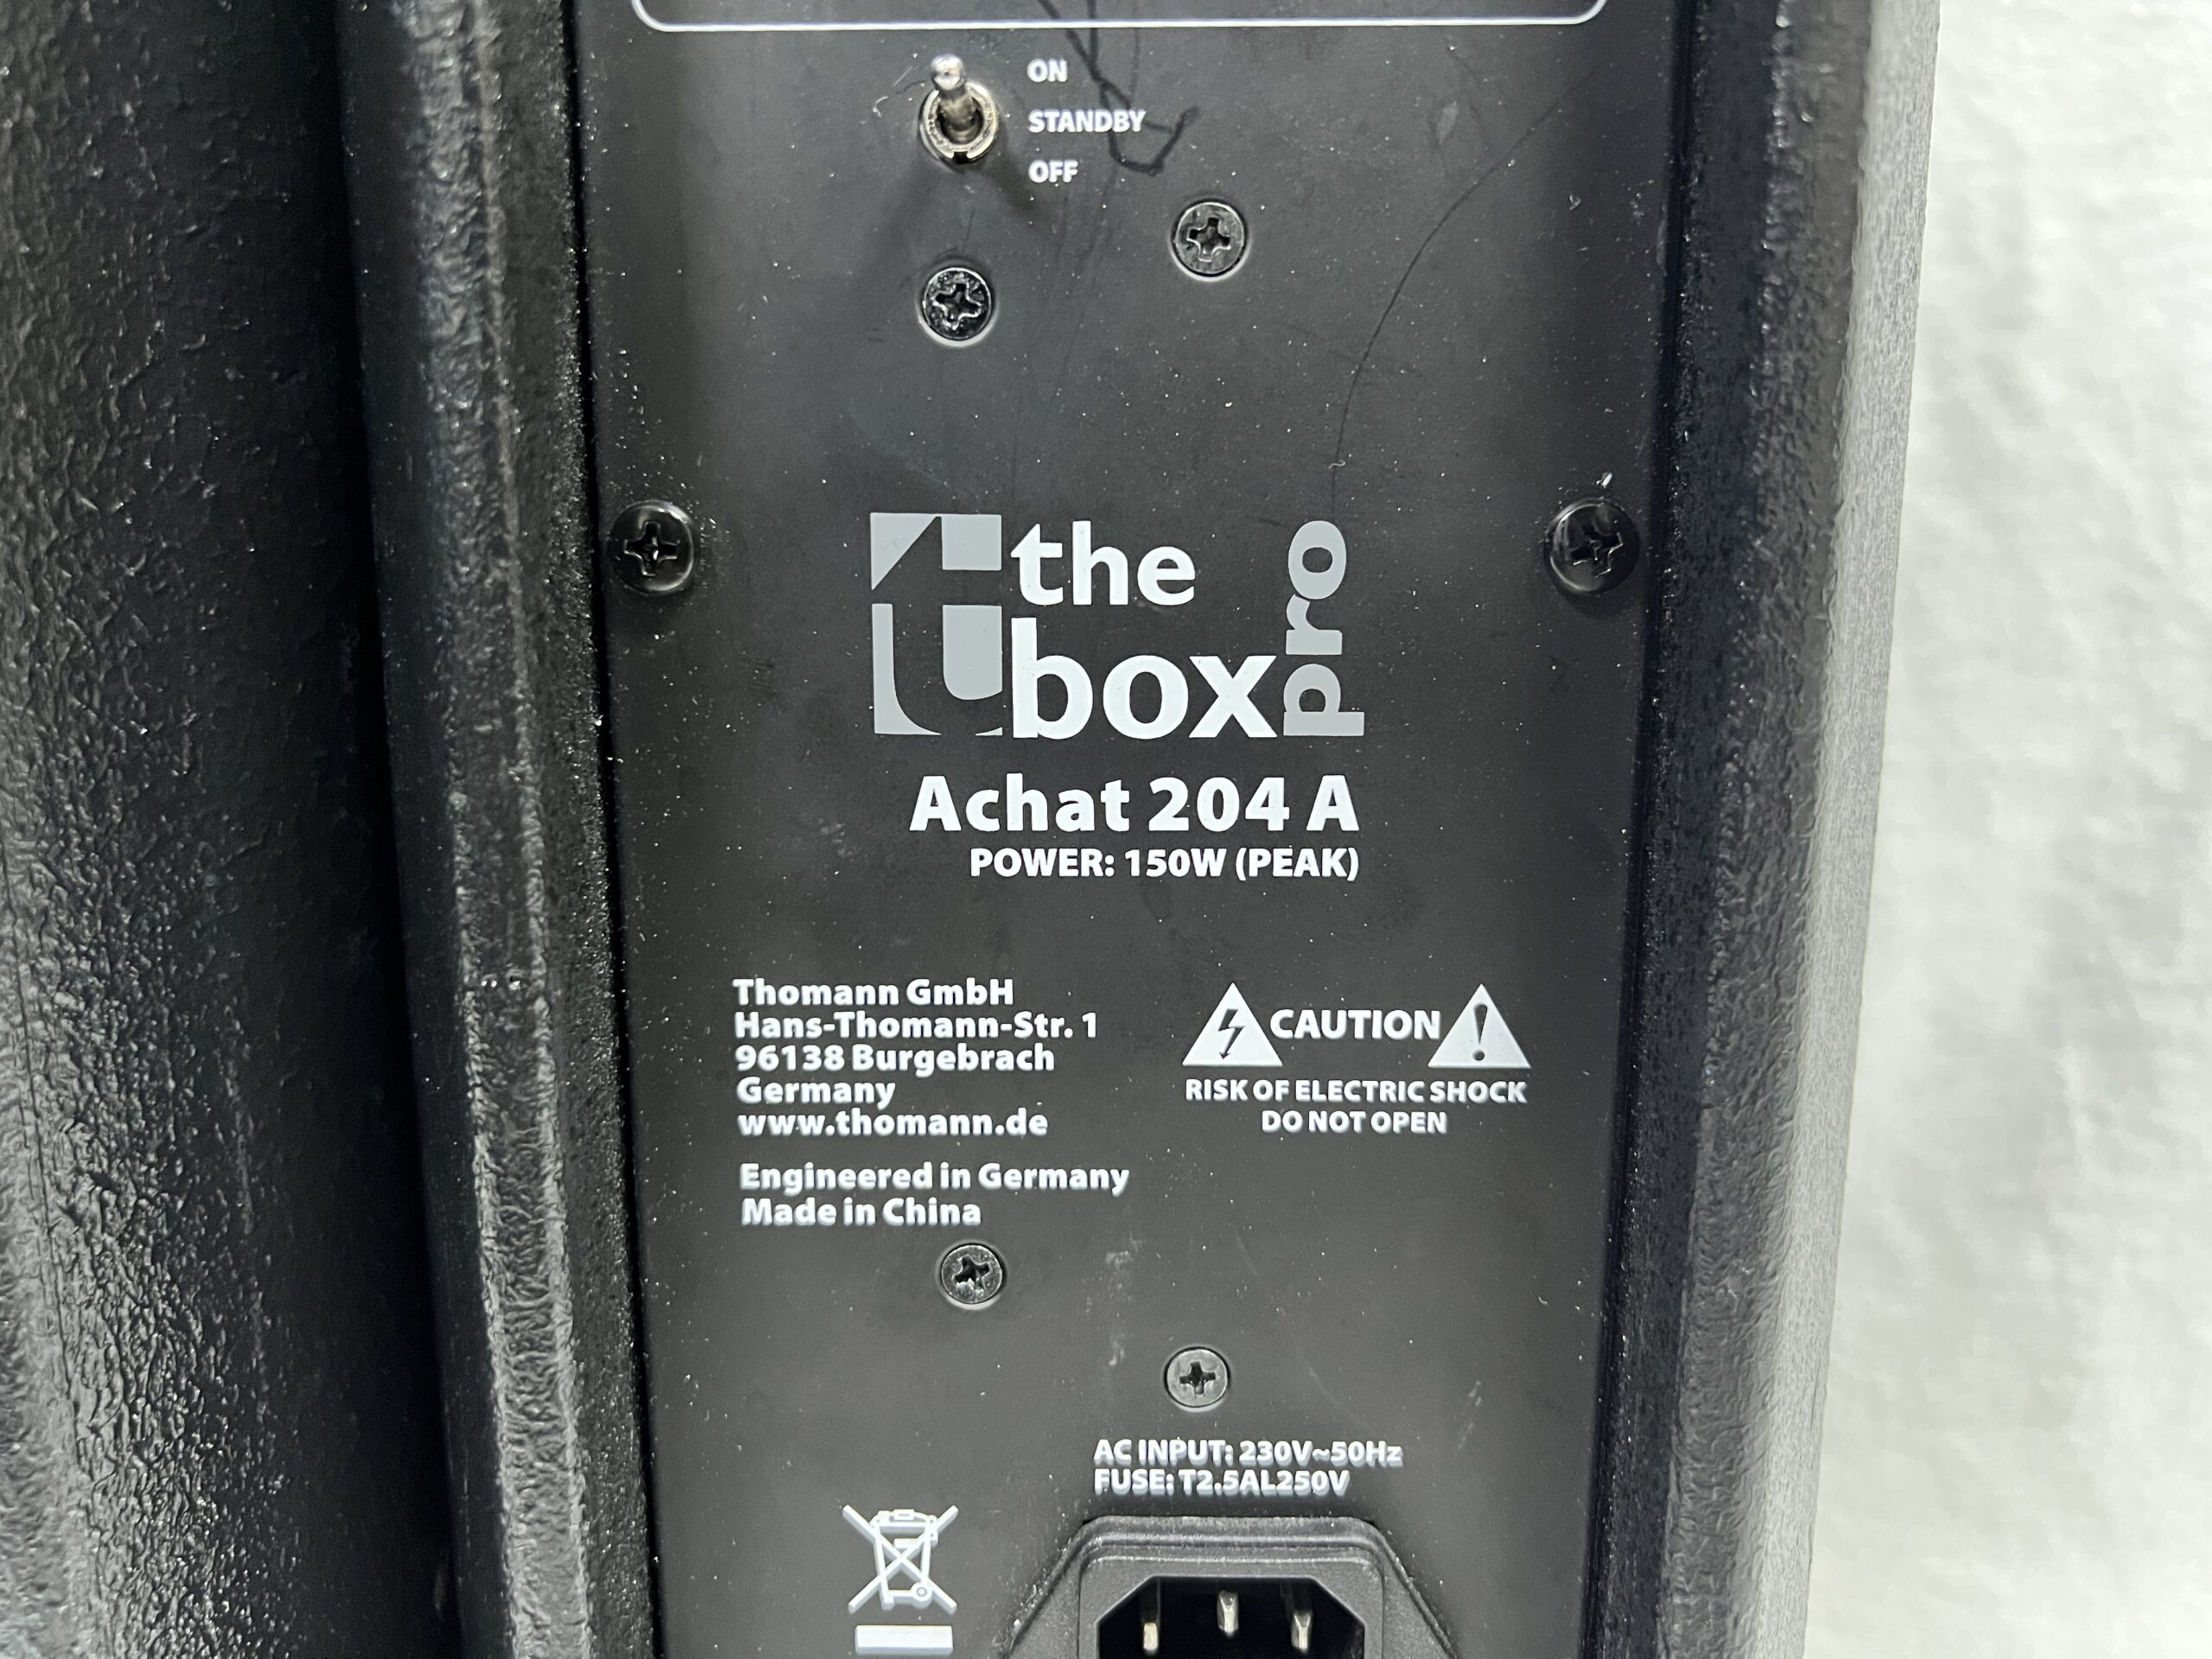 ON
STANDBY
OFF
the
box
pro
Achat 204 A
POWER: 150W (PEAK)
Thomann GmbH
Hans-Thomann-Str. 1
96138 Burgebrach
Germany
www.thomann.de
Engineered in Germany
Made in China
CAUTION
RISK OF ELECTRIC SHOCK
DO NOT OPEN
AC INPUT: 230V~50Hz
FUSE: T2.5AL250V